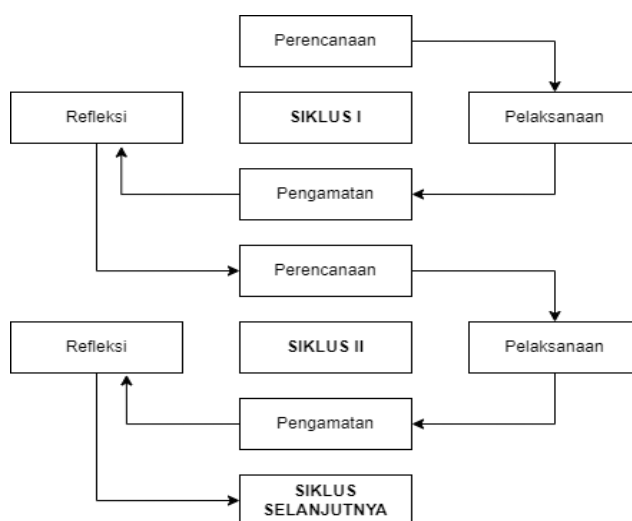 Perencanaan
Refleksi
SIKLUS I
Pelaksanaan
Pengamatan
Perencanaan
Refleksi
SIKLUS II
Pelaksanaan
Pengamatan
SIKLUS
SELANJUTNYA